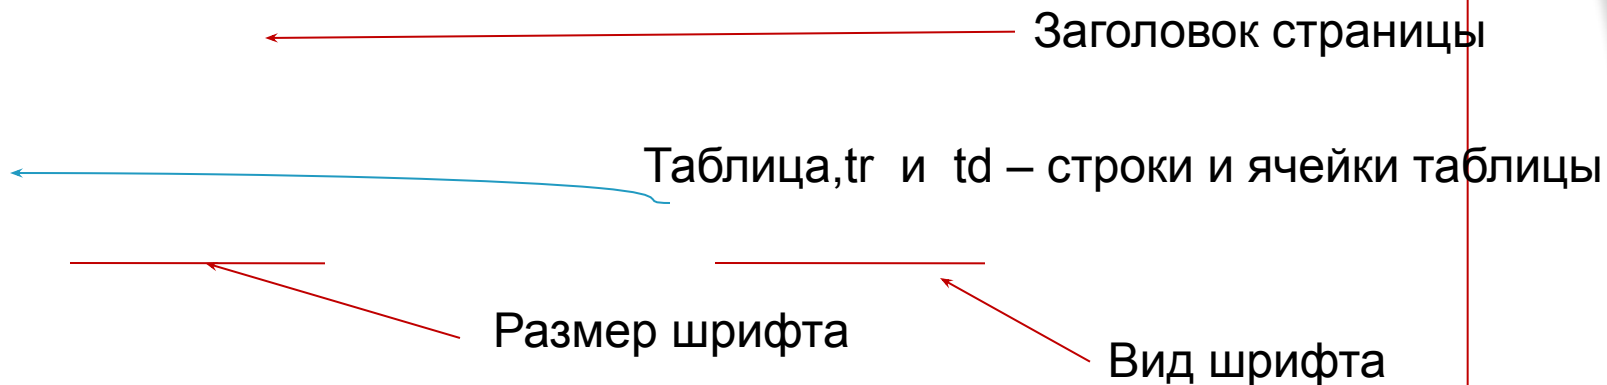 Заголовок страницы
Таблица,tr и td – строки и ячейки таблицы
Размер шрифта
Вид шрифта